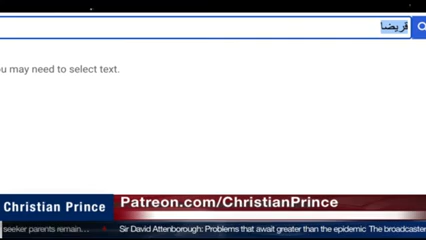 قريضا
ou may need to select text.
Christian Prince
Patreon.com/ChristianPrince
seeker parents remain...
Sir David Attenborough: Problems that await greater than the epidemic The broadcaster